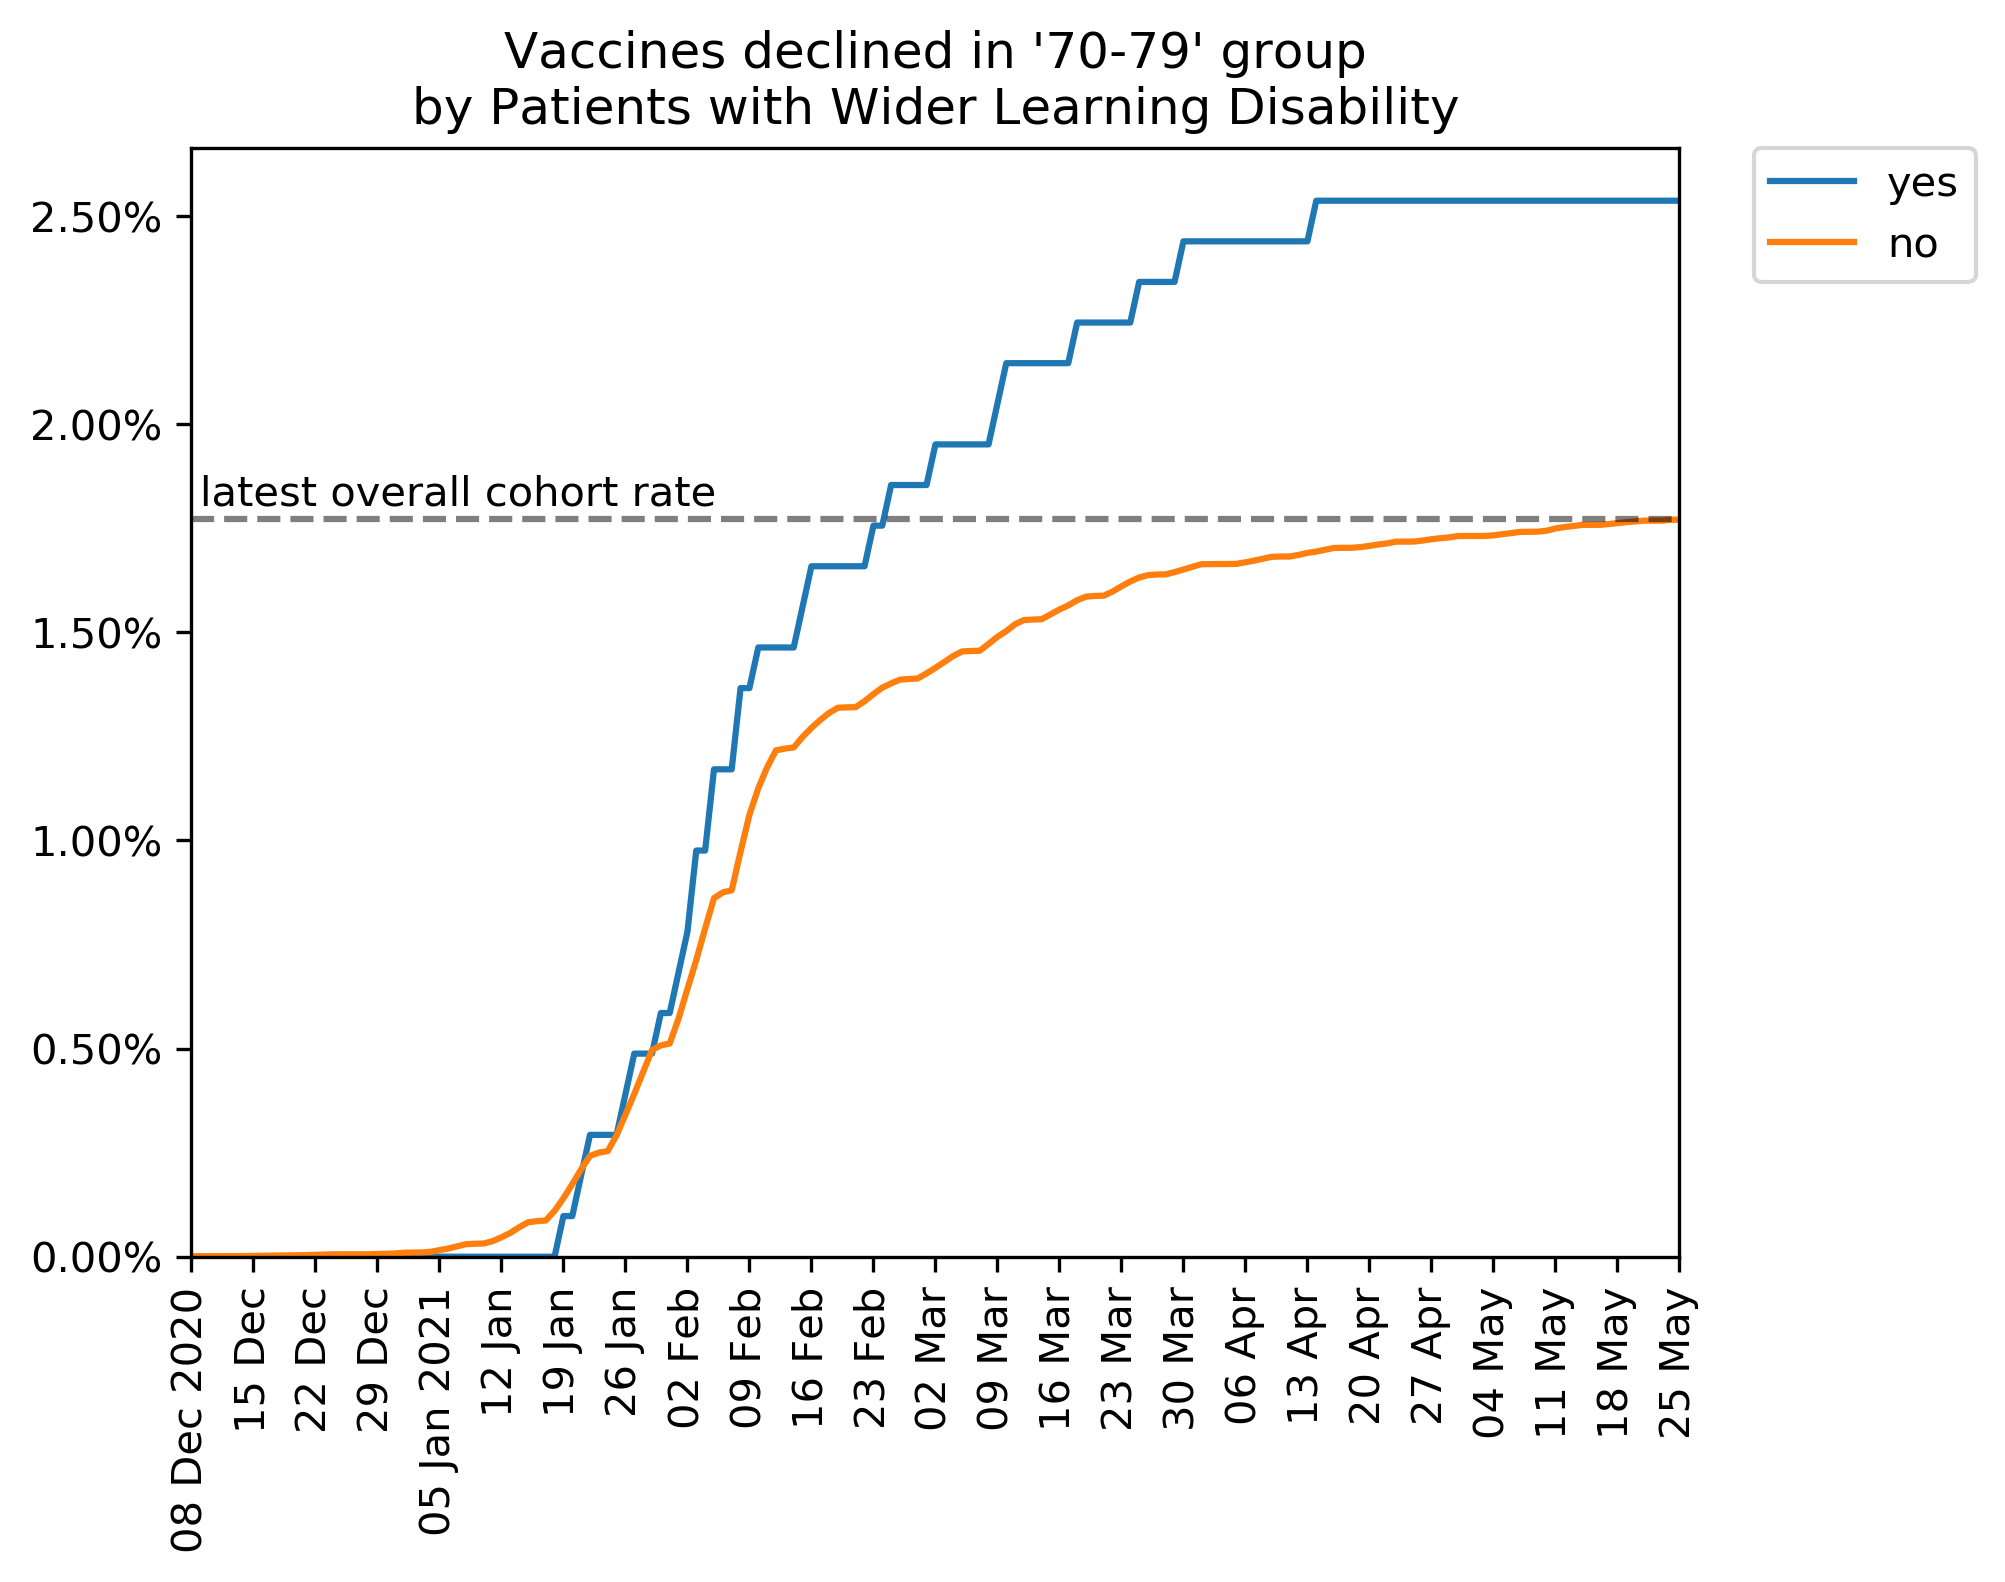 Vaccines declined in '70-79' group
by Patients with Wider Learning Disability
yes
no
2.50%
2.00%
latest overall cohort rate
1.50%
1.00%
0.50%
0.00%
08 Dec 2020
15 Dec
22 Dec
29 Dec
05 Jan 2021
12 Jan
19 Jan
26 Jan
02 Feb
09 Feb
16 Feb
23 Feb
02 Mar
09 Mar
16 Mar
23 Mar
30 Mar
06 Apr
13 Apr
20 Apr
27 Apr
04 May
11 May
18 May
25 May